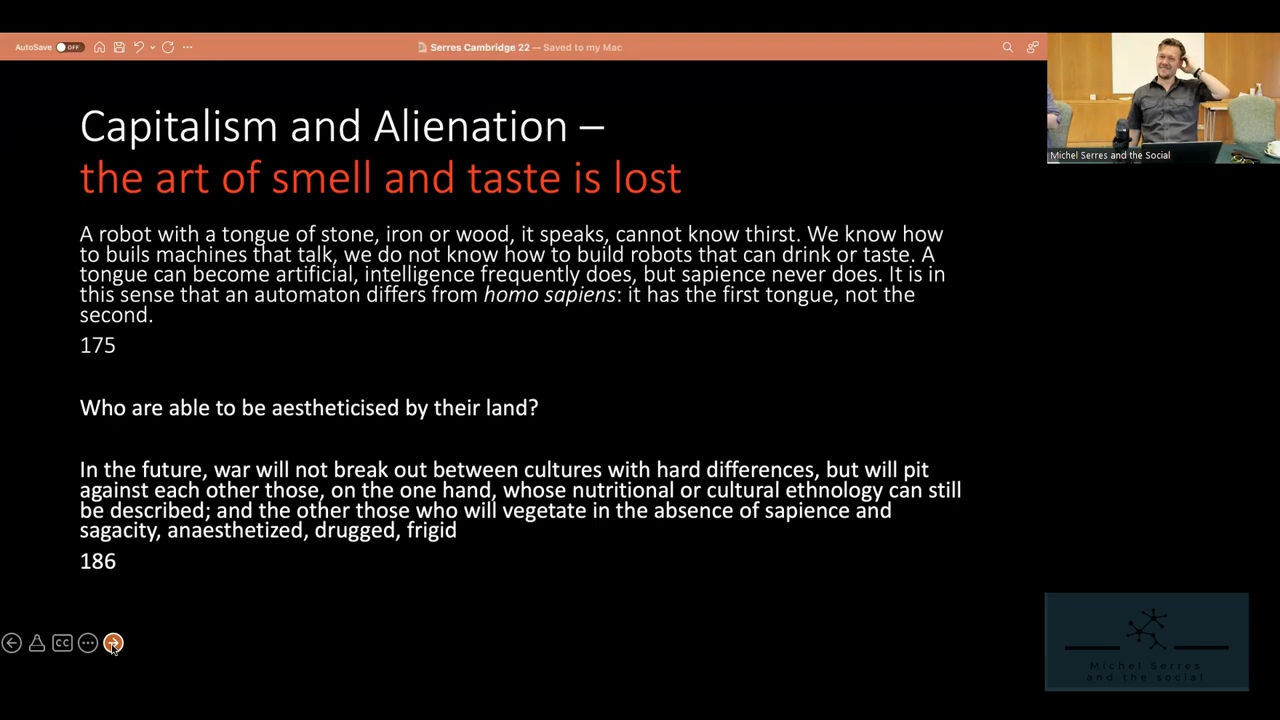 AutoSave OFF
Serres Cambridge 22 — Saved to my Mac
Capitalism and Alienation –
the art of smell and taste is lost
A robot with a tongue of stone, iron or wood, it speaks, cannot know thirst. We know how
to buils machines that talk, we do not know how to build robots that can drink or taste. A
tongue can become artificial, intelligence frequently does, but sapience never does. It is in
this sense that an automaton differs from homo sapiens: it has the first tongue, not the
second.
175
Who are able to be aestheticised by their land?
In the future, war will not break out between cultures with hard differences, but will pit
against each other those, on the one hand, whose nutritional or cultural ethnology can still
be described; and the other those who will vegetate in the absence of sapience and
sagacity, anaesthetized, drugged, frigid
186
CC
Michel Serres and the Social
Michel Serres
and the social